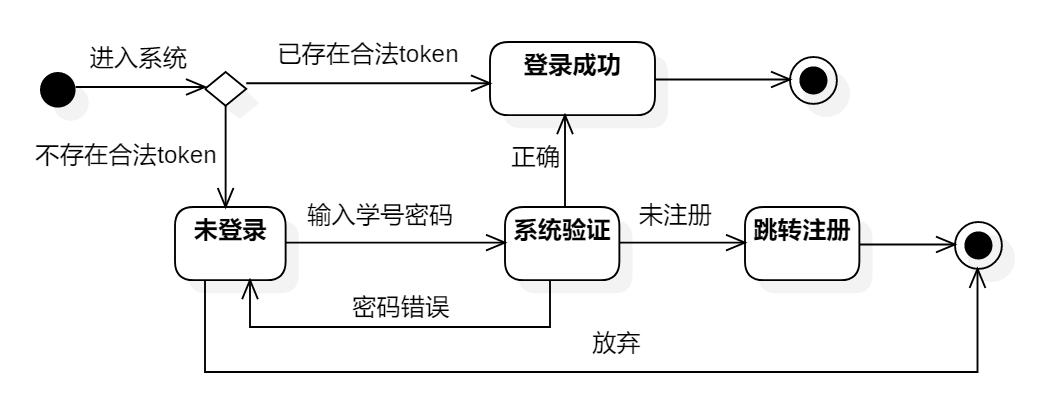 进入系统
已存在合法token
登录成功
不存在合法token
正确
未登录
输入学号密码
系统验证
未注册
跳转注册
密码错误
放弃